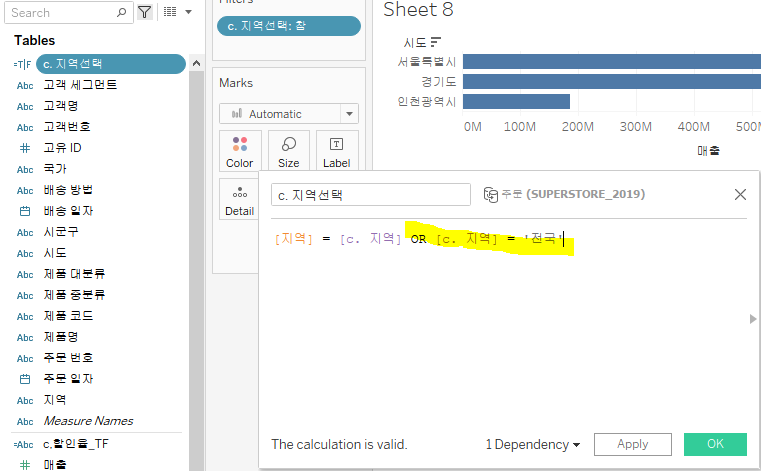 Search
Tables
=T|F c. 지역선택
Abc 고객 세그먼트
Abc 고객명
Abc 고객번호
# 고유 ID
Abc 국가
Abc 배송 방법
배송 일자
Abc 시군구
Abc 시도
Abc 제품 대분류
Abc 제품 중분류
Abc 제품 코드
Abc 제품명
Abc 주문 번호
주문 일자
Abc 지역
Abc Measure Names
=Abc c.할인율_TF
# 매출
Filters
c. 지역선택: 참
Marks
Automatic
Color Size Label
Detail
Sheet 8
시도
서울특별시
경기도
인천광역시
0M 100M 200M 300M 400M 500M
매출
c. 지역선택
주문 (SUPERSTORE_2019)
[지역] = [c. 지역] OR [c. 지역] = '전국'
The calculation is valid.
1 Dependency
Apply
OK